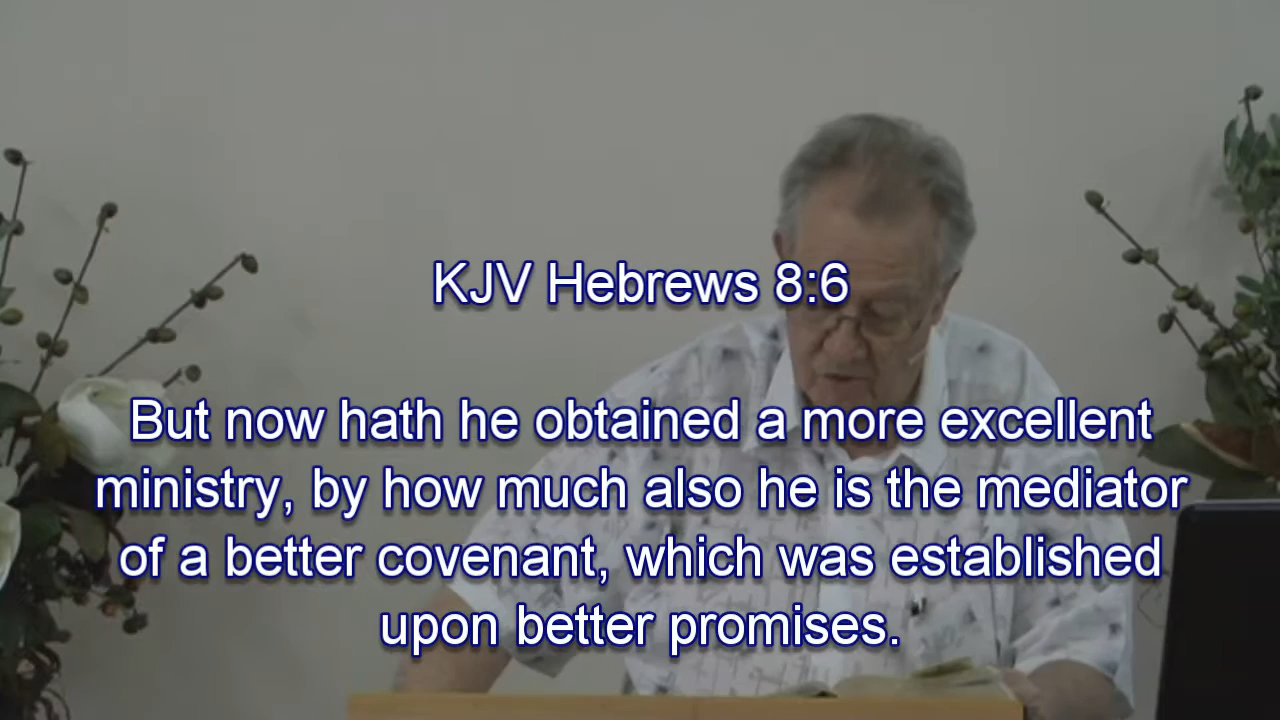 KJV Hebrews 8:6
But now hath he obtained a more excellent
ministry, by how much also he is the mediator
of a better covenant, which was established
upon better promises.